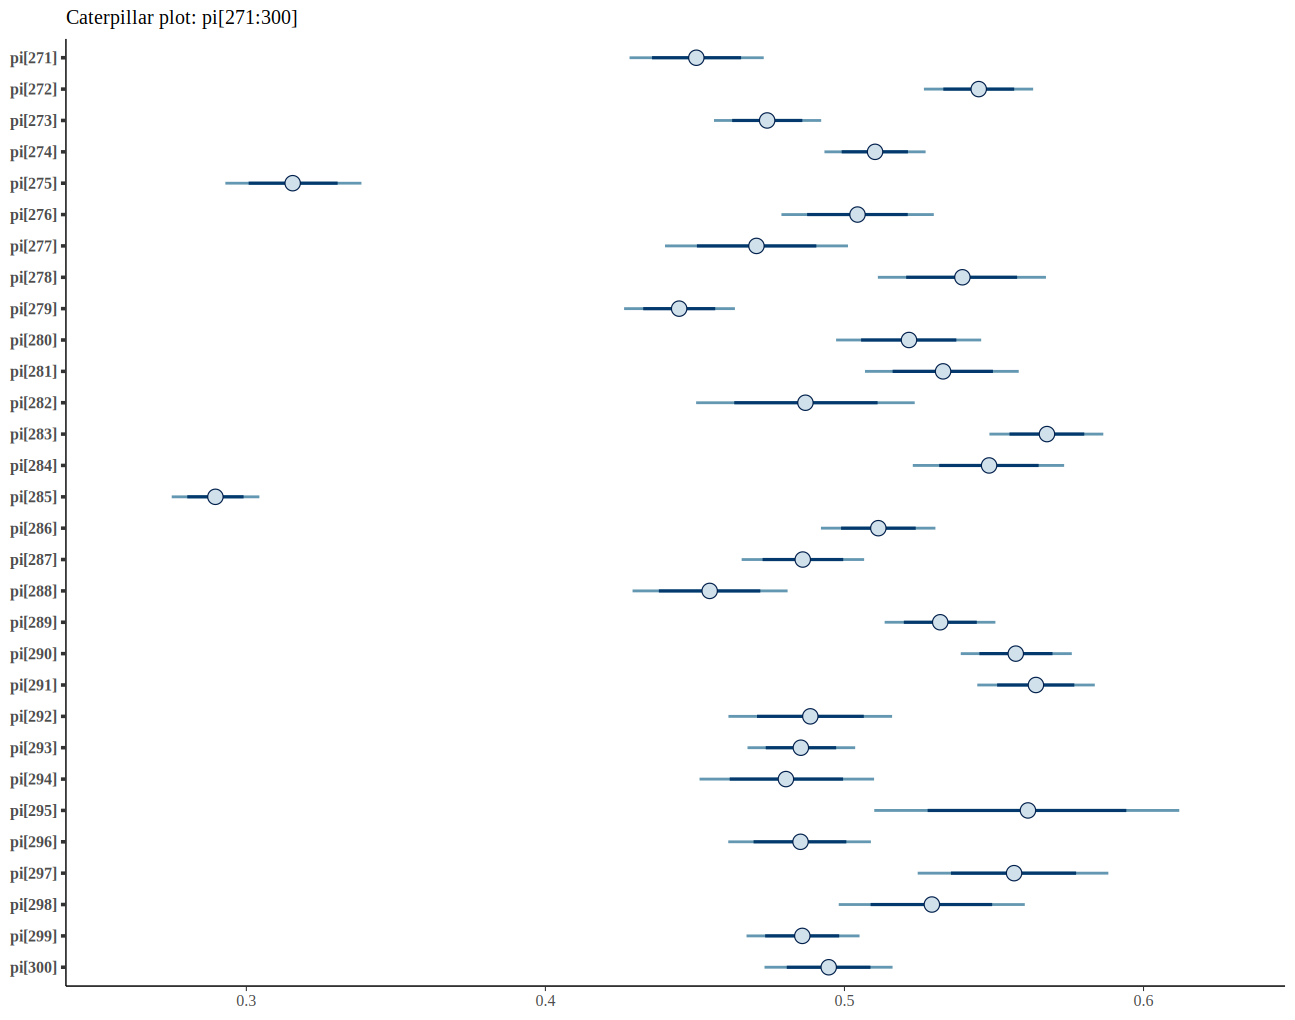 Caterpillar plot: pi[271:300]
pi[271]
pi[272]
pi[273]
pi[274]
pi[275]
pi[276]
pi[277]
pi[278]
pi[279]
pi[280]
pi[281]
pi[282]
pi[283]
pi[284]
pi[285]
pi[286]
pi[287]
pi[288]
pi[289]
pi[290]
pi[291]
pi[292]
pi[293]
pi[294]
pi[295]
pi[296]
pi[297]
pi[298]
pi[299]
pi[300]
0.3 0.4 0.5 0.6